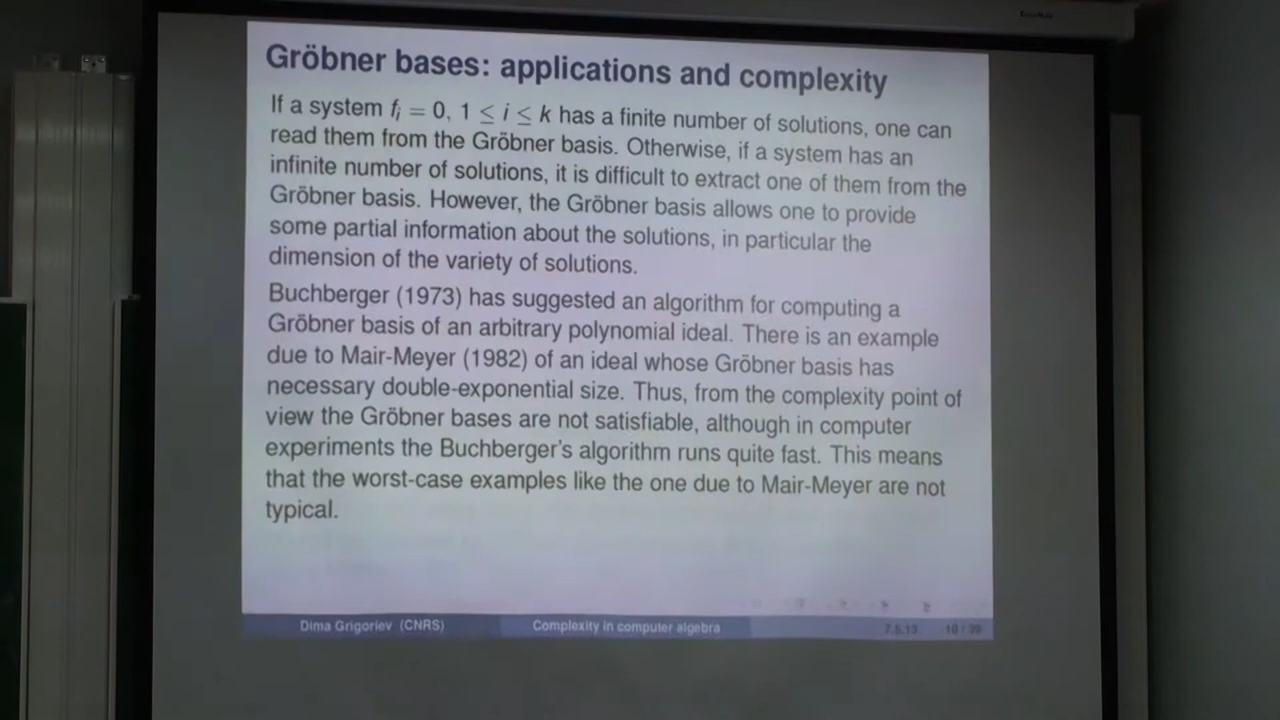 Gröbner bases: applications and complexity
If a system fᵢ = 0, 1 ≤ i ≤ k has a finite number of solutions, one can
read them from the Gröbner basis. Otherwise, if a system has an
infinite number of solutions, it is difficult to extract one of them from the
Gröbner basis. However, the Gröbner basis allows one to provide
some partial information about the solutions, in particular the
dimension of the variety of solutions.
Buchberger (1973) has suggested an algorithm for computing a
Gröbner basis of an arbitrary polynomial ideal. There is an example
due to Mair-Meyer (1982) of an ideal whose Gröbner basis has
necessary double-exponential size. Thus, from the complexity point of
view the Gröbner bases are not satisfiable, although in computer
experiments the Buchberger's algorithm runs quite fast. This means
that the worst-case examples like the one due to Mair-Meyer are not
typical.
Dima Grigoriev (CNRS) Complexity in computer algebra 7.5.13